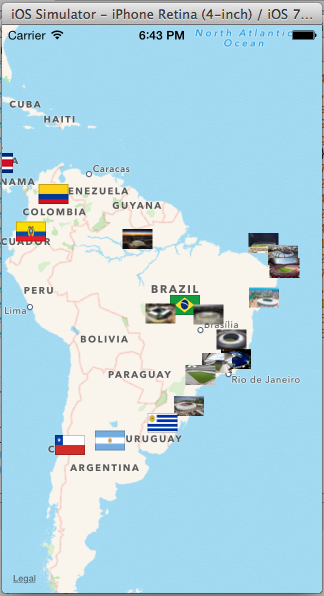 iOS Simulator - iPhone Retina (4-inch) / iOS 7...
Carrier 6:43 PM
North Atlantic
Ocean
CUBA
HAITI
A
NAMA
Caracas
ENEZUELA
GUYANA
COLOMBIA
CUADOR
PERU
BRAZIL
Lima
Brasília
BOLIVIA
PARAGUAY
Rio de Janeiro
URUGUAY
C
ARGENTINA
Legal